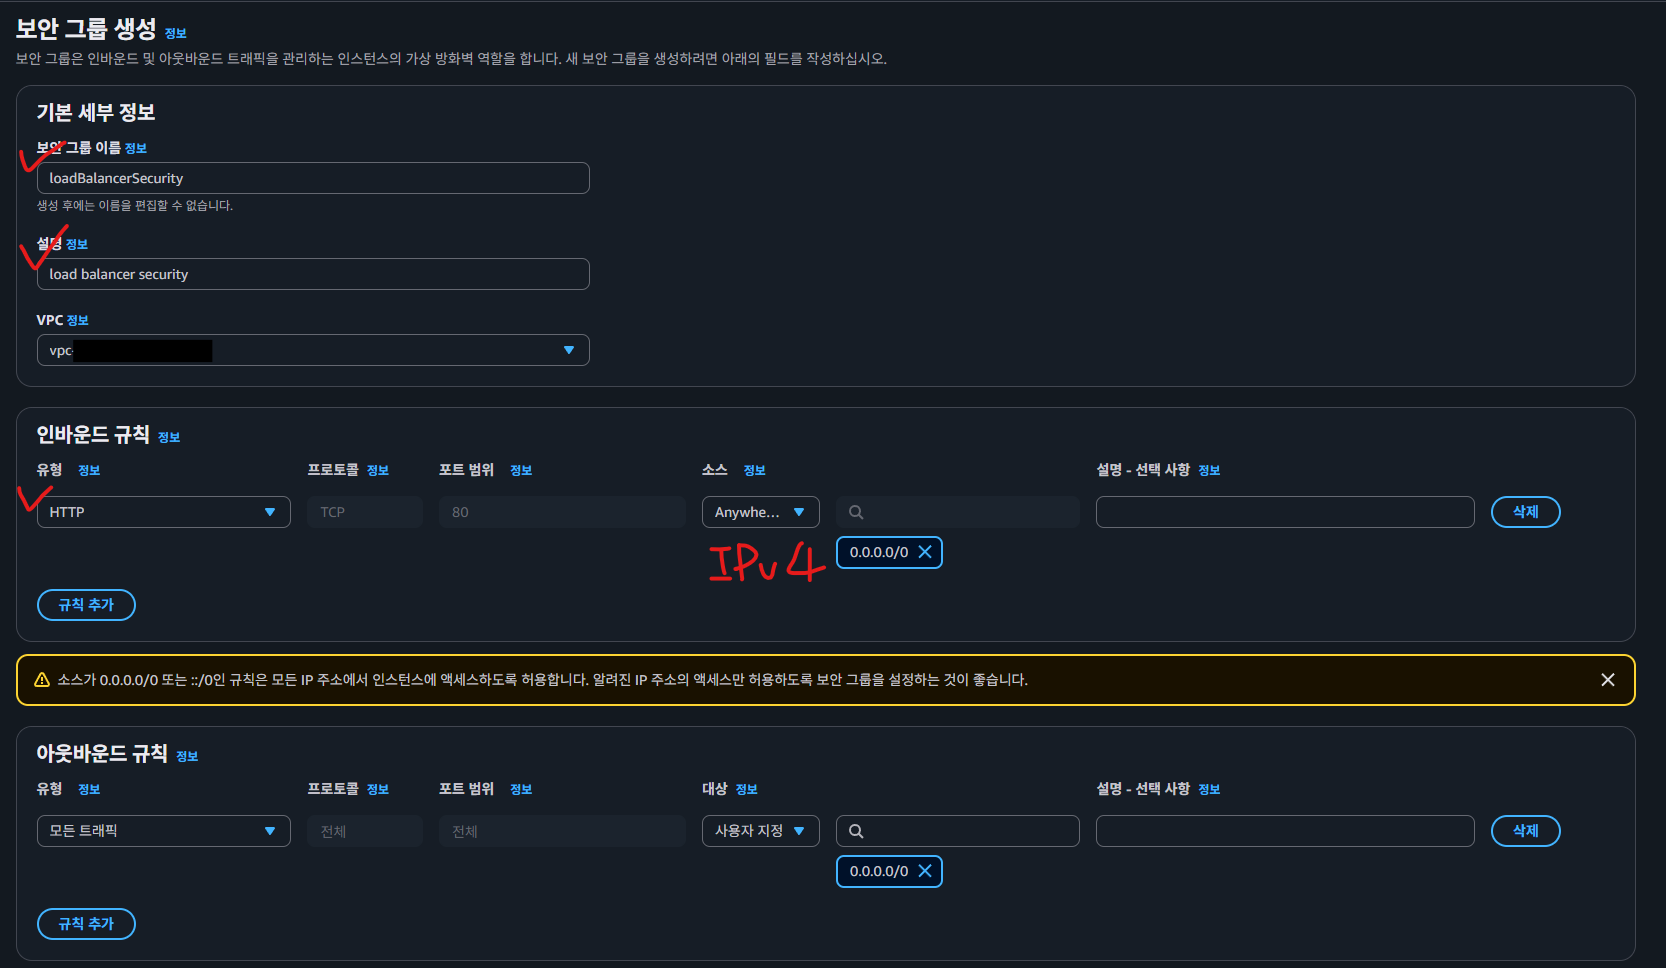 보안 그룹 생성 정보
보안 그룹은 인바운드 및 아웃바운드 트래픽을 관리하는 인스턴스의 가상 방화벽 역할을 합니다. 새 보안 그룹을 생성하려면 아래의 필드를 작성하십시오.
기본 세부 정보
보안 그룹 이름 정보
loadBalancerSecurity
생성 후에는 이름을 편집할 수 없습니다.
설명 정보
load balancer security
VPC 정보
vpc-
인바운드 규칙 정보
유형 정보 프로토콜 정보 포트 범위 정보 소스 정보 설명 - 선택 사항 정보
HTTP TCP 80 Anywhe... 삭제
IPv4 0.0.0.0/0
규칙 추가
소스가 0.0.0.0/0 또는 ::/0인 규칙은 모든 IP 주소에서 인스턴스에 액세스하도록 허용합니다. 알려진 IP 주소의 액세스만 허용하도록 보안 그룹을 설정하는 것이 좋습니다.
아웃바운드 규칙 정보
유형 정보 프로토콜 정보 포트 범위 정보 대상 정보 설명 - 선택 사항 정보
모든 트래픽 전체 전체 사용자 지정 삭제
0.0.0.0/0
규칙 추가